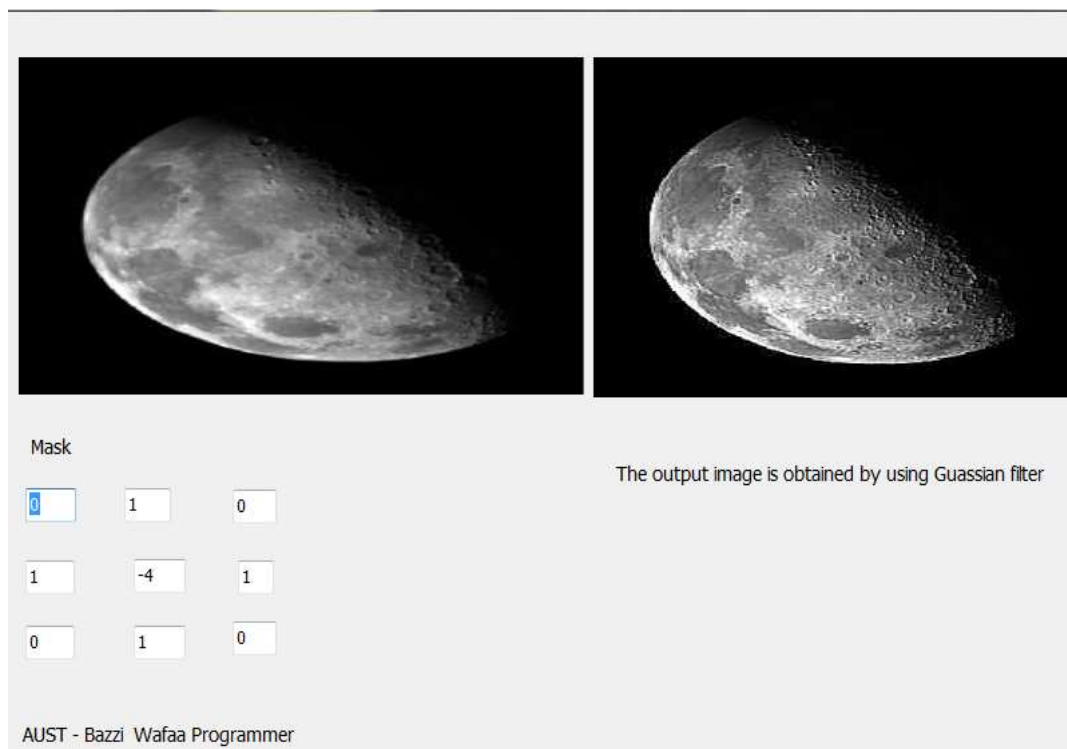 Mask
The output image is obtained by using Guassian filter
0 1 0
1 -4 1
0 1 0
AUST - Bazzi Wafaa Programmer